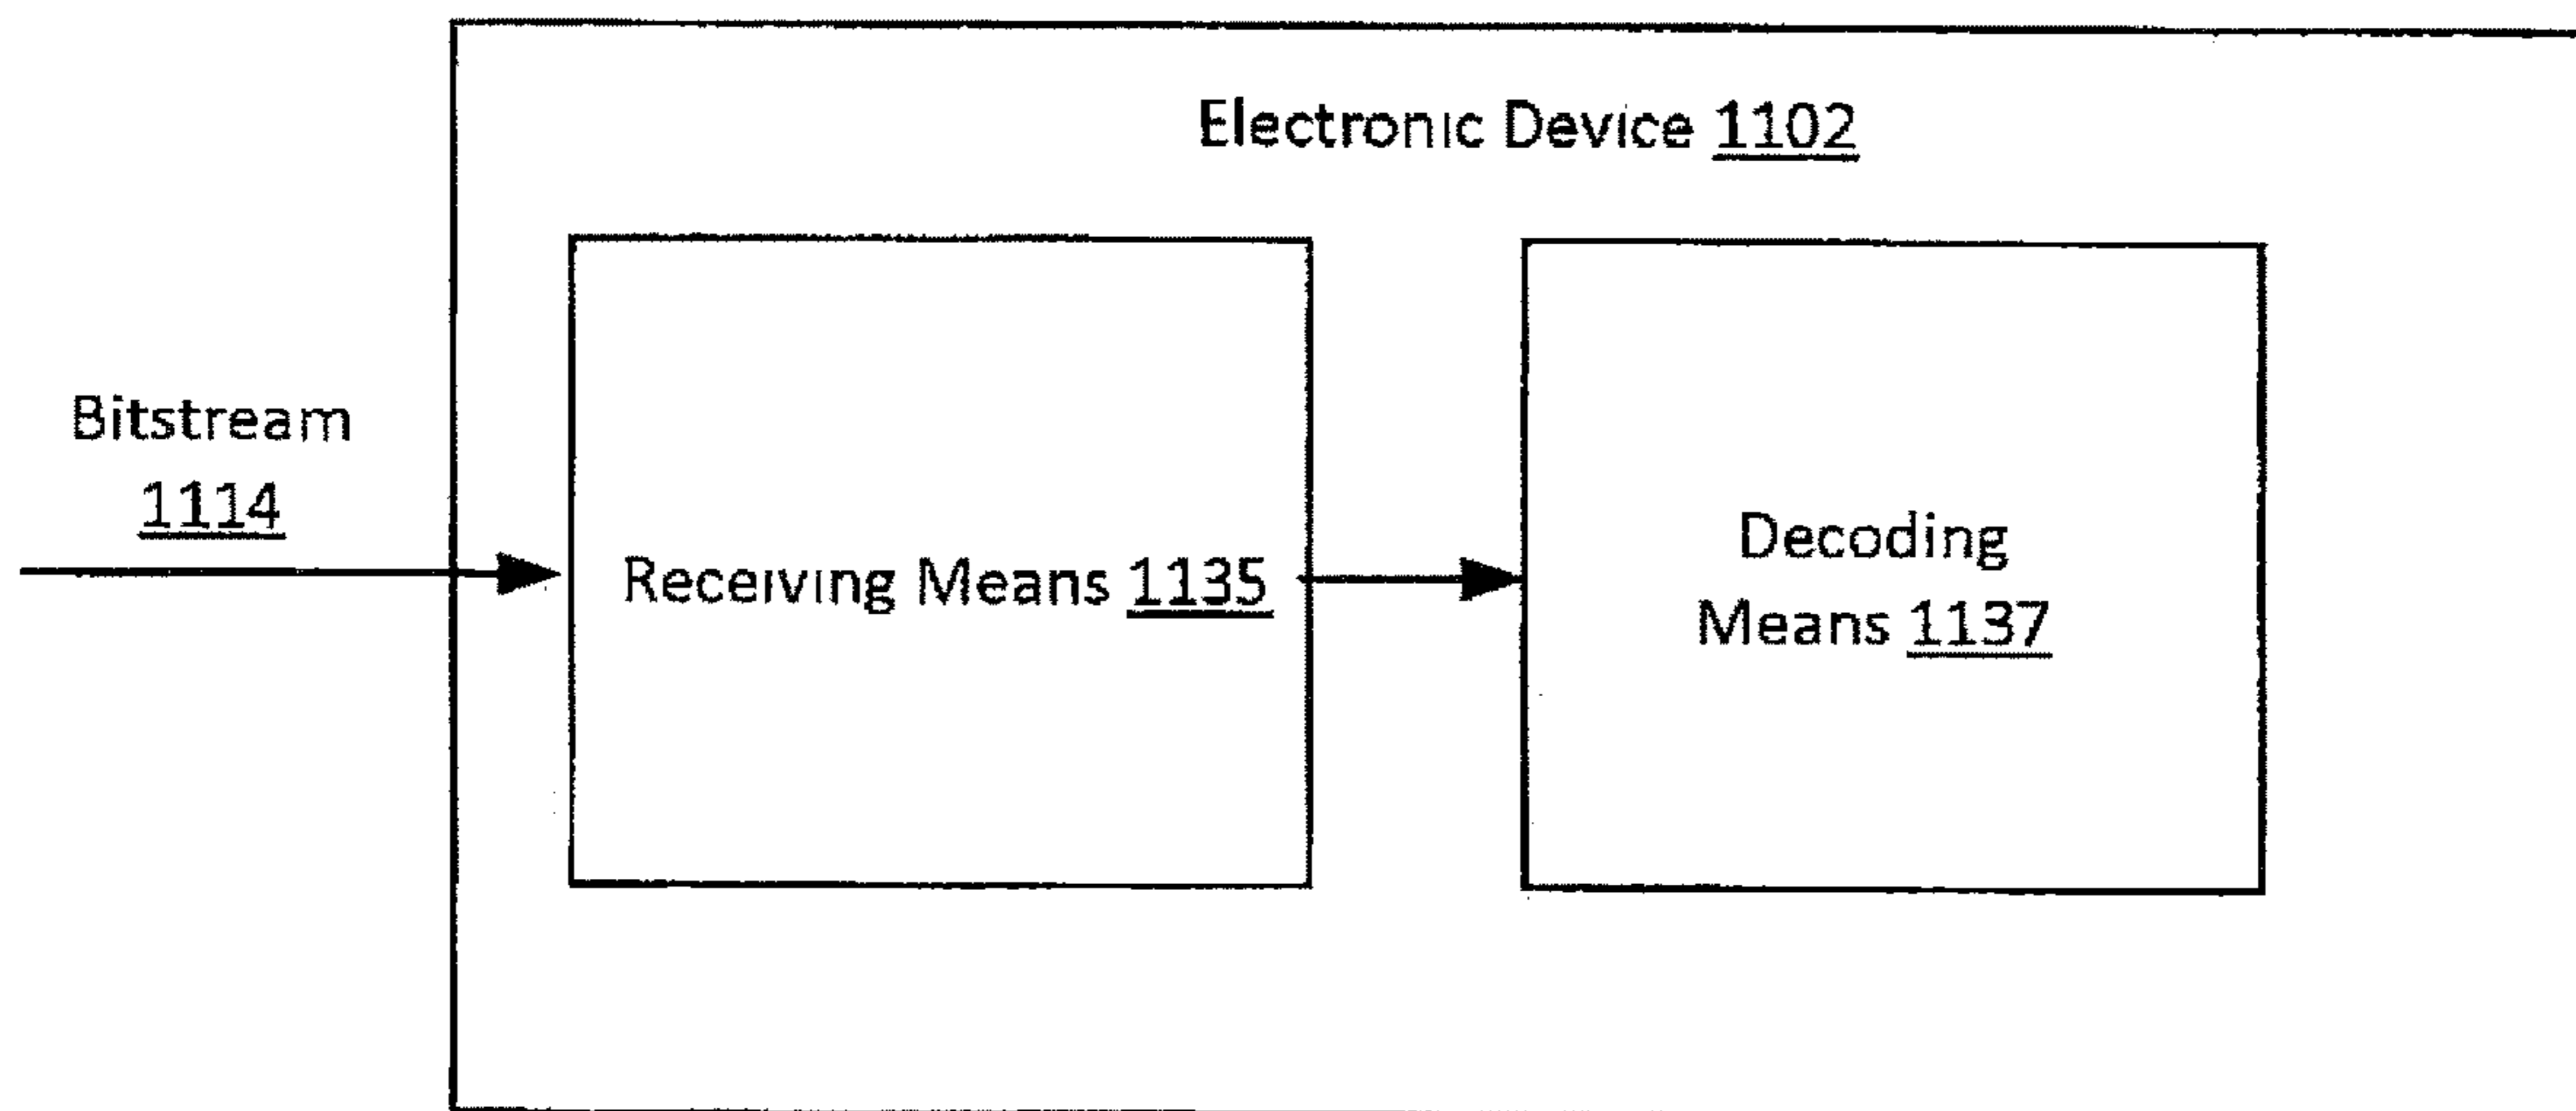 Electronic Device 1102
Bitstream
1114
Receiving Means 1135
Decoding
Means 1137